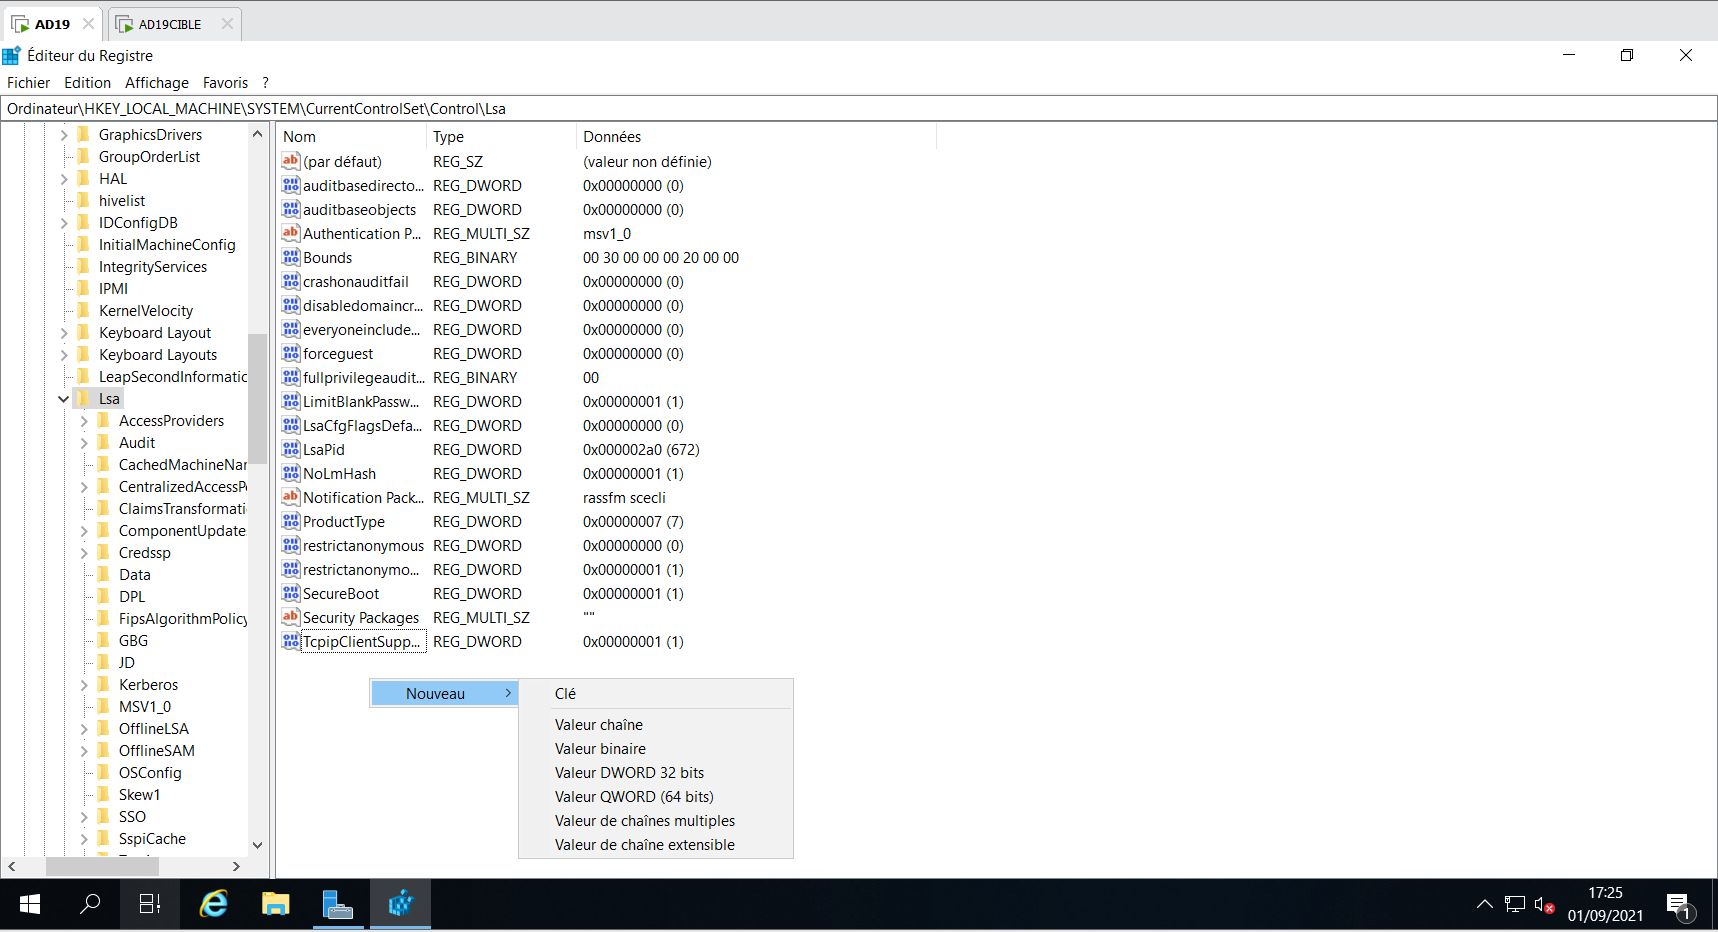 AD19
AD19CIBLE
Éditeur du Registre
Fichier Edition Affichage Favoris ?
Ordinateur\HKEY_LOCAL_MACHINE\SYSTEM\CurrentControlSet\Control\Lsa
GraphicsDrivers
GroupOrderList
HAL
hivelist
IDConfigDB
InitialMachineConfig
IntegrityServices
IPMI
KernelVelocity
Keyboard Layout
Keyboard Layouts
LeapSecondInformatic
Lsa
AccessProviders
Audit
CachedMachineNar
CentralizedAccessPo
ClaimsTransformati
ComponentUpdate
Credssp
Data
DPL
FipsAlgorithmPolicy
GBG
JD
Kerberos
MSV1_0
OfflineLSA
OfflineSAM
OSConfig
Skew1
SSO
SspiCache
Nom Type Données
(par défaut) REG_SZ (valeur non définie)
auditbasedirecto... REG_DWORD 0x00000000 (0)
auditbaseobjects REG_DWORD 0x00000000 (0)
Authentication P... REG_MULTI_SZ msv1_0
Bounds REG_BINARY 00 30 00 00 00 20 00 00
crashonauditfail REG_DWORD 0x00000000 (0)
disabledomaincr... REG_DWORD 0x00000000 (0)
everyoneinclude... REG_DWORD 0x00000000 (0)
forceguest REG_DWORD 0x00000000 (0)
fullprivilegeaudit... REG_BINARY 00
LimitBlankPassw... REG_DWORD 0x00000001 (1)
LsaCfgFlagsDefa... REG_DWORD 0x00000000 (0)
LsaPid REG_DWORD 0x000002a0 (672)
NoLmHash REG_DWORD 0x00000001 (1)
Notification Pack... REG_MULTI_SZ rassfm scecli
ProductType REG_DWORD 0x00000007 (7)
restrictanonymous REG_DWORD 0x00000000 (0)
restrictanonymo... REG_DWORD 0x00000001 (1)
SecureBoot REG_DWORD 0x00000001 (1)
Security Packages REG_MULTI_SZ ""
TcpipClientSupp... REG_DWORD 0x00000001 (1)
Nouveau
Clé
Valeur chaîne
Valeur binaire
Valeur DWORD 32 bits
Valeur QWORD (64 bits)
Valeur de chaînes multiples
Valeur de chaîne extensible
17:25
01/09/2021
1